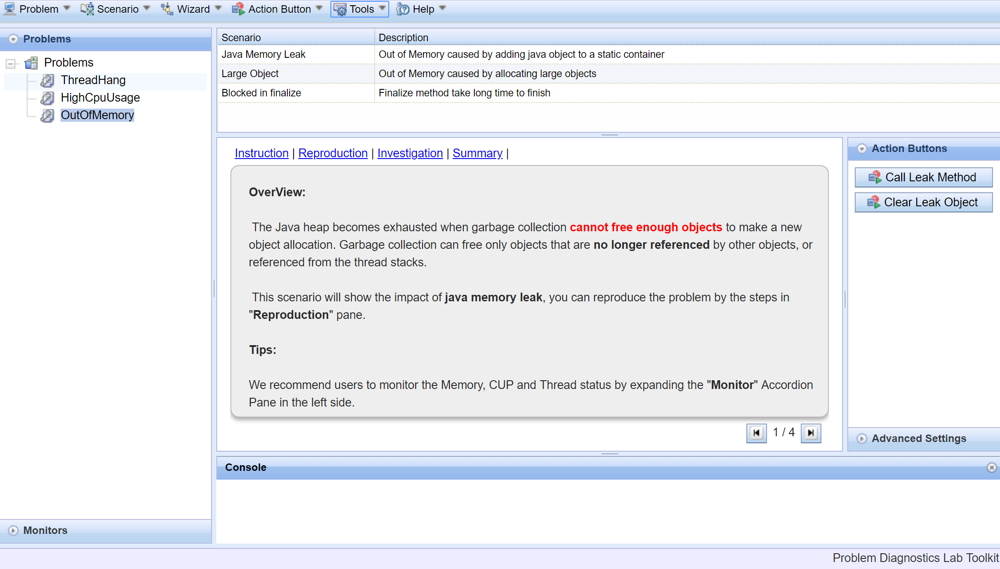 Problem Scenario Wizard Action Button Tools Help
Problems
Problems
ThreadHang
HighCpuUsage
OutOfMemory
Monitors
Scenario Description
Java Memory Leak Out of Memory caused by adding java object to a static container
Large Object Out of Memory caused by allocating large objects
Blocked in finalize Finalize method take long time to finish
Instruction | Reproduction | Investigation | Summary |
OverView:
The Java heap becomes exhausted when garbage collection cannot free enough objects to make a new
object allocation. Garbage collection can free only objects that are no longer referenced by other objects, or
referenced from the thread stacks.
This scenario will show the impact of java memory leak, you can reproduce the problem by the steps in
"Reproduction" pane.
Tips:
We recommend users to monitor the Memory, CUP and Thread status by expanding the "Monitor" Accordion
Pane in the left side.
1 / 4
Action Buttons
Call Leak Method
Clear Leak Object
Advanced Settings
Console
Problem Diagnostics Lab Toolkit